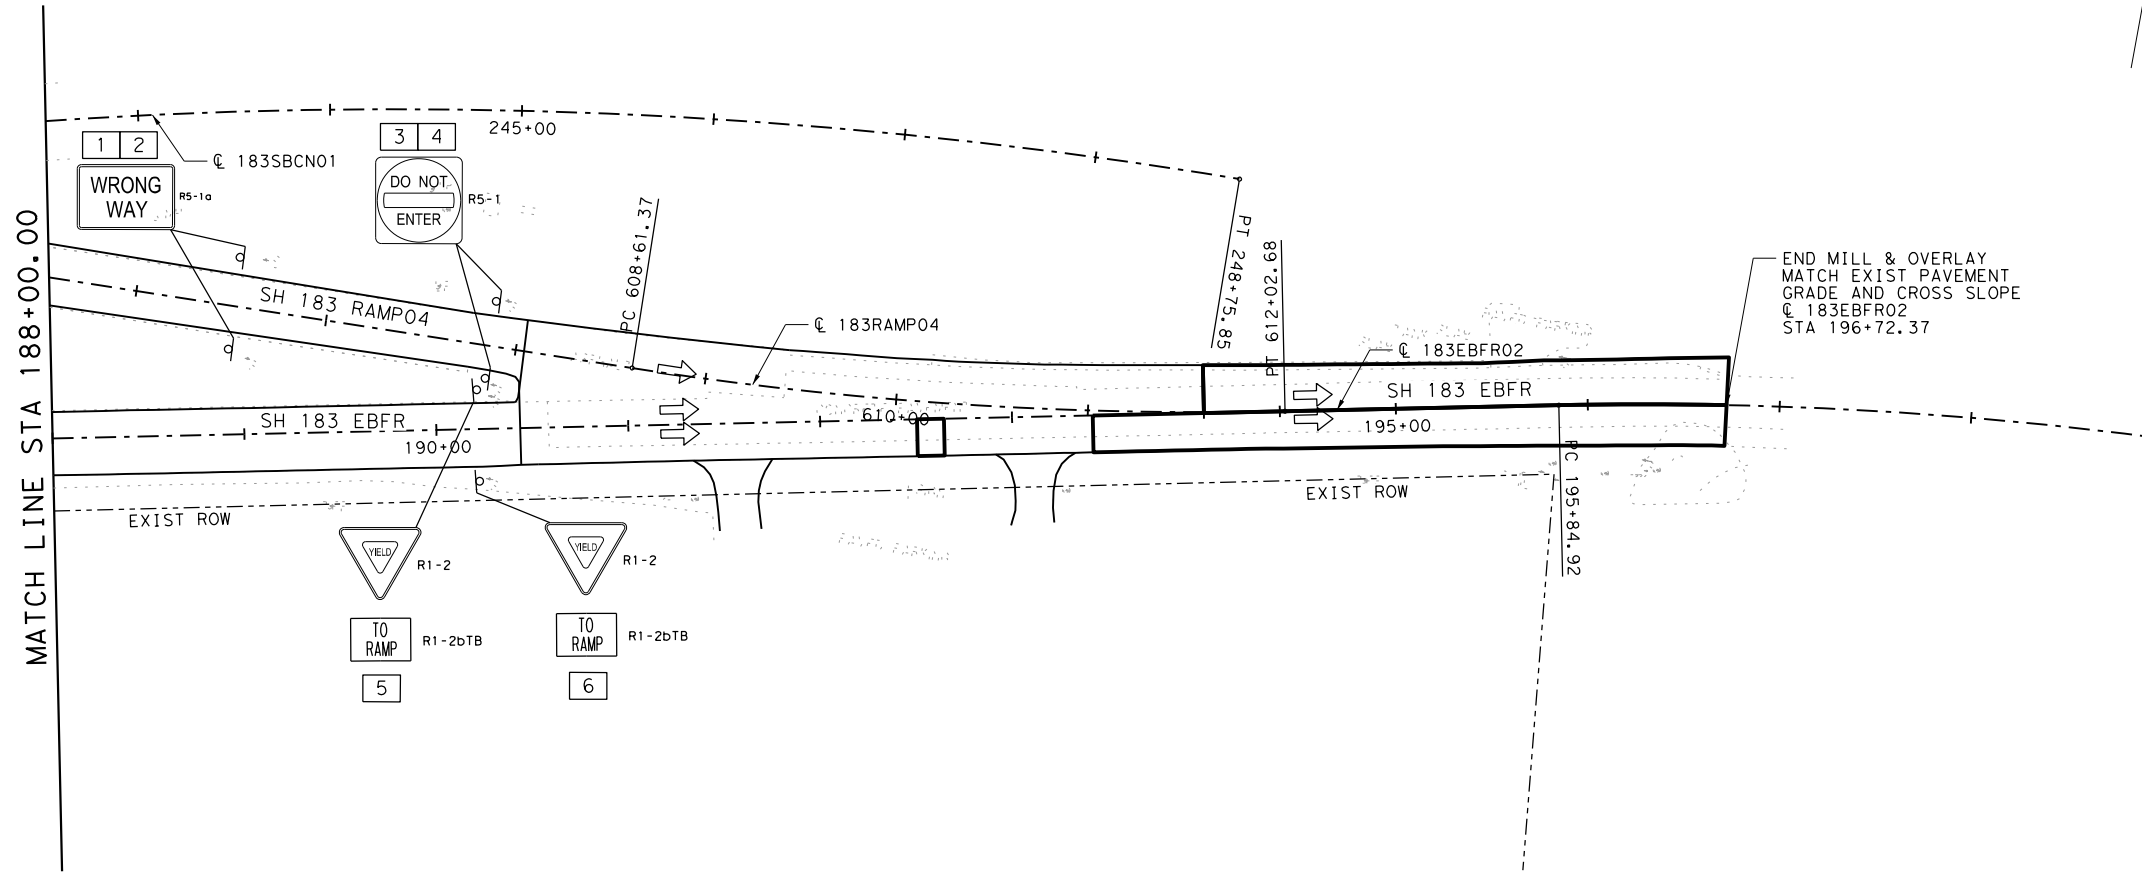 MATCH LINE STA 188+00.00
1 2
WRONG
WAY
R5-1a
℄ 183SBCN01
3 4
DO NOT
ENTER
R5-1
245+00
PC 608+61.37
PT 248+75.85
PT 612+02.68
END MILL & OVERLAY
MATCH EXIST PAVEMENT
GRADE AND CROSS SLOPE
℄ 183EBFR02
STA 196+72.37
SH 183 RAMP04
℄ 183RAMP04
℄ 183EBFR02
SH 183 EBFR
SH 183 EBFR
610+00
195+00
190+00
PC 195+84.92
EXIST ROW
EXIST ROW
YIELD
R1-2
YIELD
R1-2
TO
RAMP
R1-2bTB
TO
RAMP
R1-2bTB
5
6